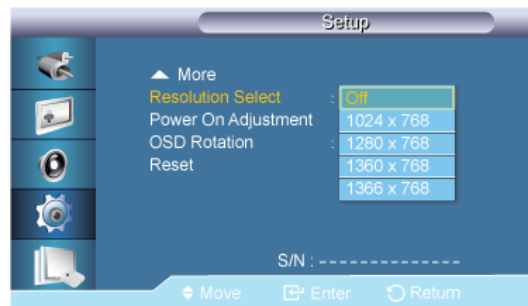 Setup
▲ More
Resolution Select : Off
Power On Adjustment 1024 x 768
OSD Rotation : 1280 x 768
Reset 1360 x 768
1366 x 768
S/N : --------------
Move Enter Return